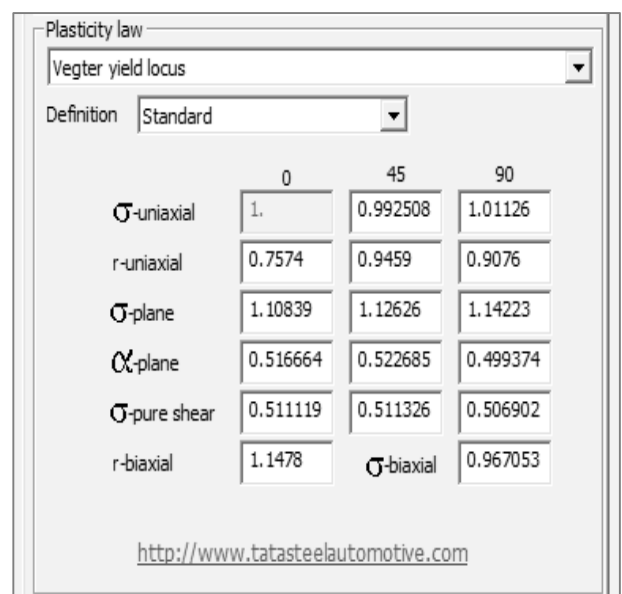 Plasticity law
Vegter yield locus
Definition Standard
0 45 90
σ-uniaxial 1. 0.992508 1.01126
r-uniaxial 0.7574 0.9459 0.9076
σ-plane 1.10839 1.12626 1.14223
α-plane 0.516664 0.522685 0.499374
σ-pure shear 0.511119 0.511326 0.506902
r-biaxial 1.1478 σ-biaxial 0.967053
http://www.tatasteelautomotive.com